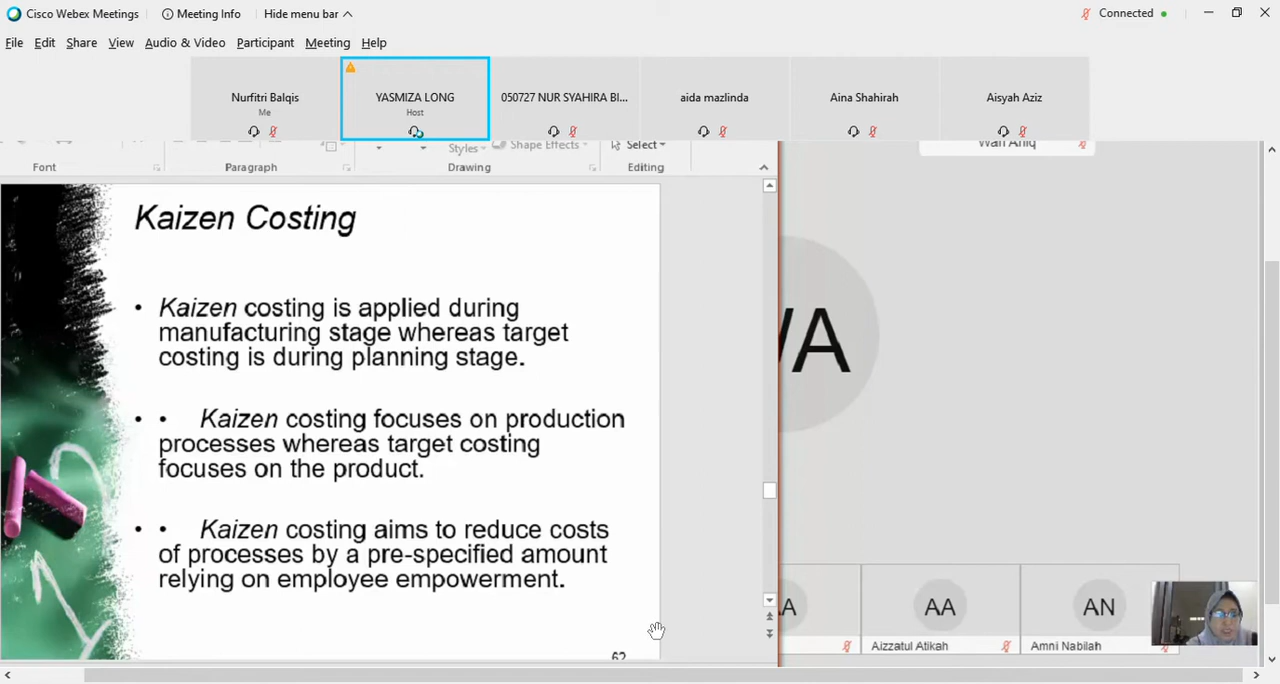 Cisco Webex Meetings Meeting Info Hide menu bar Connected
File Edit Share View Audio & Video Participant Meeting Help
Nurfitri Balqis YASMIZA LONG 050727 NUR SYAHIRA BI... aida mazlinda Aina Shahirah Aisyah Aziz
Me Host
Styles Shape Effects Select
Font Paragraph Drawing Editing
Kaizen Costing
• Kaizen costing is applied during
manufacturing stage whereas target
costing is during planning stage.
• • Kaizen costing focuses on production
processes whereas target costing
focuses on the product.
• • Kaizen costing aims to reduce costs
of processes by a pre-specified amount
relying on employee empowerment.
62
WA
AA AN
Aizzatul Atikah Amni Nabilah